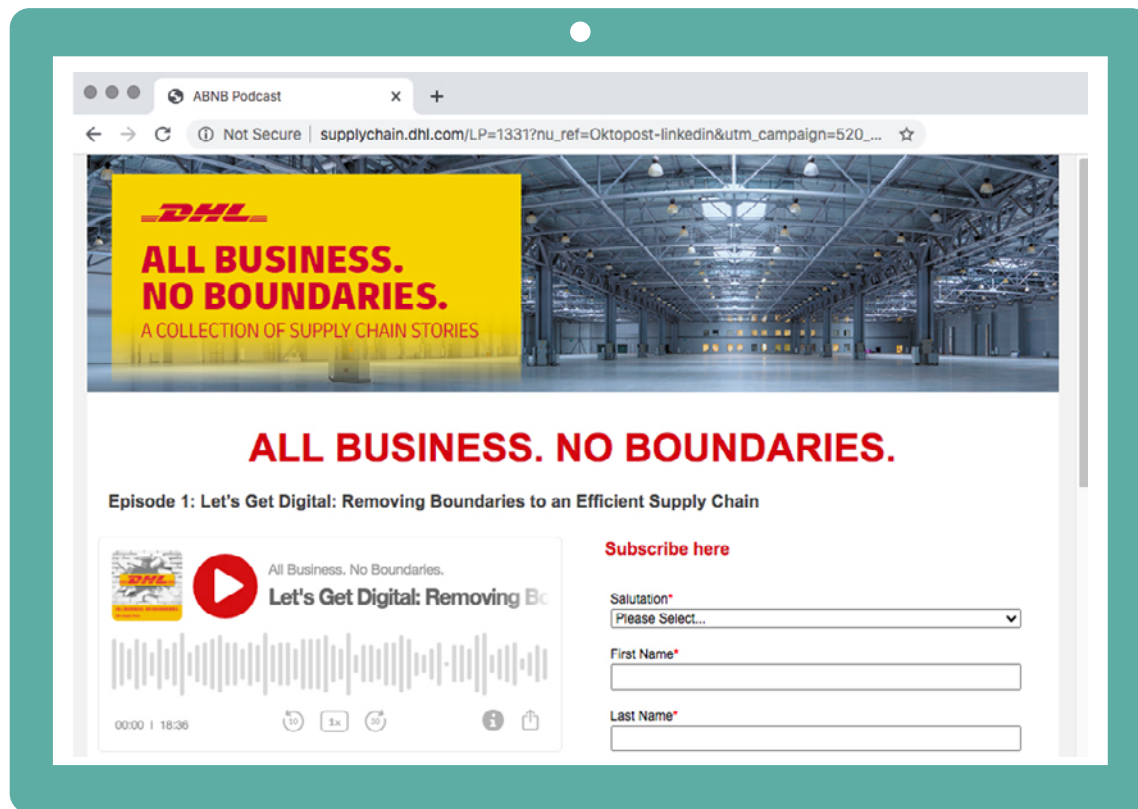 ABNB Podcast
Not Secure | supplychain.dhl.com/LP=1331?nu_ref=Oktopost-linkedin&utm_campaign=520_...
DHL
ALL BUSINESS.
NO BOUNDARIES.
A COLLECTION OF SUPPLY CHAIN STORIES
ALL BUSINESS. NO BOUNDARIES.
Episode 1: Let's Get Digital: Removing Boundaries to an Efficient Supply Chain
DHL
All Business. No Boundaries.
Let's Get Digital: Removing Bo
00:00 | 18:36
10
1x
30
Subscribe here
Salutation*
Please Select...
First Name*
Last Name*